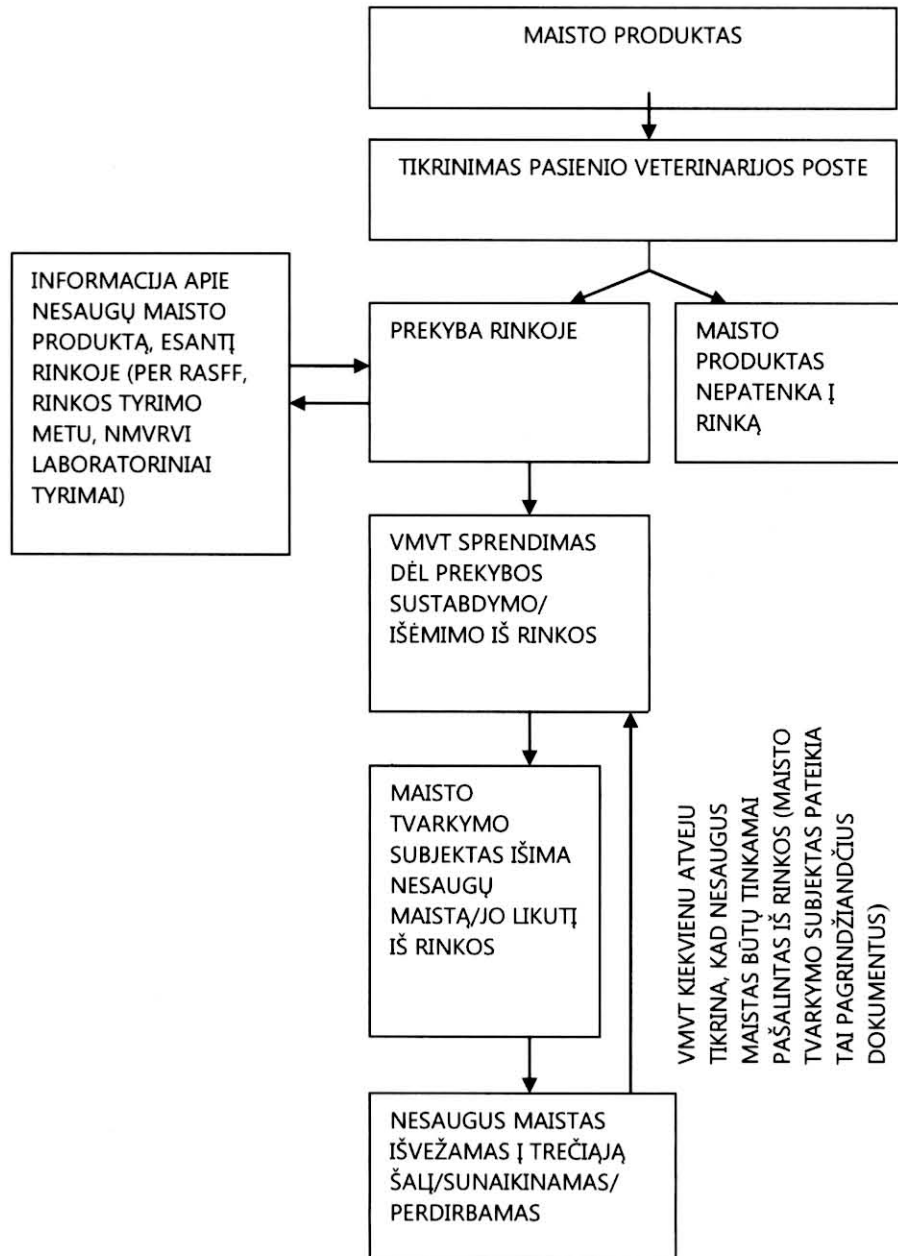 MAISTO PRODUKTAS
TIKRINIMAS PASIENIO VETERINARIJOS POSTE
INFORMACIJA APIE
NESAUGŲ MAISTO
PRODUKTĄ, ESANTĮ
RINKOJE (PER RASFF,
RINKOS TYRIMO
METU, NMVRVI
LABORATORINIAI
TYRIMAI)
PREKYBA RINKOJE
MAISTO
PRODUKTAS
NEPATENKA Į
RINKĄ
VMVT SPRENDIMAS
DĖL PREKYBOS
SUSTABDYMO/
IŠĖMIMO IŠ RINKOS
MAISTO
TVARKYMO
SUBJEKTAS IŠIMA
NESAUGŲ
MAISTĄ/JO LIKUTĮ
IŠ RINKOS
VMVT KIEKVIENU ATVEJU
TIKRINA, KAD NESAUGUS
MAISTAS BŪTŲ TINKAMAI
PAŠALINTAS IŠ RINKOS (MAISTO
TVARKYMO SUBJEKTAS PATEIKIA
TAI PAGRINDŽIANDČIUS
DOKUMENTUS)
NESAUGUS MAISTAS
IŠVEŽAMAS Į TREČIĄJĄ
ŠALĮ/SUNAIKINAMAS/
PERDIRBAMAS